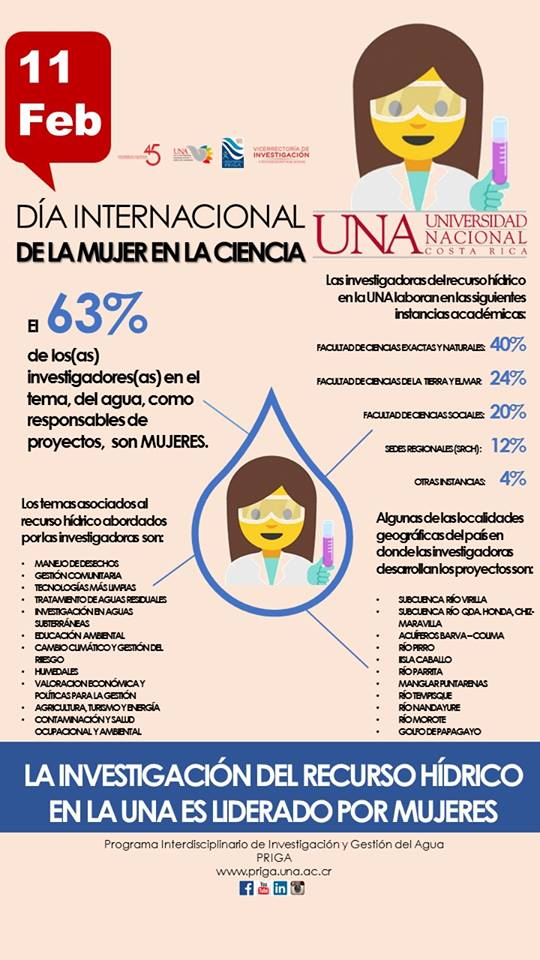 11
Feb
45
UNA
PRIGA
VICERRECTORÍA DE
INVESTIGACIÓN
DÍA INTERNACIONAL
DE LA MUJER EN LA CIENCIA
UNA UNIVERSIDAD
NACIONAL
COSTA RICA
El 63%
de los(as)
investigadores(as) en el
tema, del agua, como
responsables de
proyectos, son MUJERES.
Las investigadoras del recurso hídrico
en la UNA laboran en las siguientes
instancias académicas:
FACULTAD DE CIENCIAS EXACTAS Y NATURALES: 40%
FACULTAD DE CIENCIAS DE LA TIERRA Y EL MAR: 24%
FACULTAD DE CIENCIAS SOCIALES: 20%
SEDES REGIONALES (SRCH): 12%
OTRAS INSTANCIAS: 4%
Los temas asociados al
recurso hídrico abordados
por las investigadoras son:
• MANEJO DE DESECHOS
• GESTIÓN COMUNITARIA
• TECNOLOGÍAS MÁS LIMPIAS
• TRATAMIENTO DE AGUAS RESIDUALES
• INVESTIGACIÓN EN AGUAS
SUBTERRÁNEAS
• EDUCACIÓN AMBIENTAL
• CAMBIO CLIMÁTICO Y GESTIÓN DEL
RIESGO
• HUMEDALES
• VALORACION ECONÓMICA Y
POLÍTICAS PARA LA GESTIÓN
• AGRICULTURA, TURISMO Y ENERGÍA
• CONTAMINACIÓN Y SALUD
OCUPACIONAL Y AMBIENTAL
Algunas de las localidades
geográficas del país en
donde las investigadoras
desarrollan los proyectos son:
• SUBCUENCA RÍO VIRILLA
• SUBCUENCA RÍO QDA. HONDA, CHIZ-
MARAVILLA
• ACUÍFEROS BARVA – COLIMA
• RÍO PIRRO
• IISLA CABALLO
• RÍO PARRITA
• MANGLAR PUNTARENAS
• RÍO TEMPISQUE
• RÍO NANDAYURE
• RÍO MOROTE
• GOLFO DE PAPAGAYO
LA INVESTIGACIÓN DEL RECURSO HÍDRICO
EN LA UNA ES LIDERADO POR MUJERES
Programa Interdisciplinario de Investigación y Gestión del Agua
PRIGA
www.priga.una.ac.cr